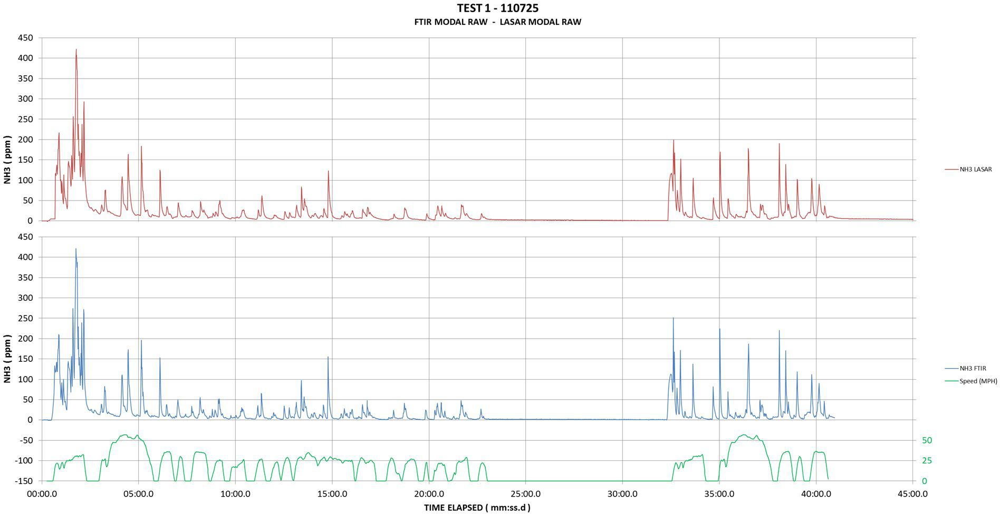 TEST 1 - 110725
FTIR MODAL RAW - LASAR MODAL RAW
450
400
350
300
250
200
150
100
50
0
NH3 ( ppm )
NH3 LASAR
450
400
350
300
250
200
150
100
50
0
-50
-100
-150
NH3 ( ppm )
NH3 FTIR
Speed (MPH)
50
25
0
00:00.0 05:00.0 10:00.0 15:00.0 20:00.0 25:00.0 30:00.0 35:00.0 40:00.0 45:00.0
TIME ELAPSED ( mm:ss.d )